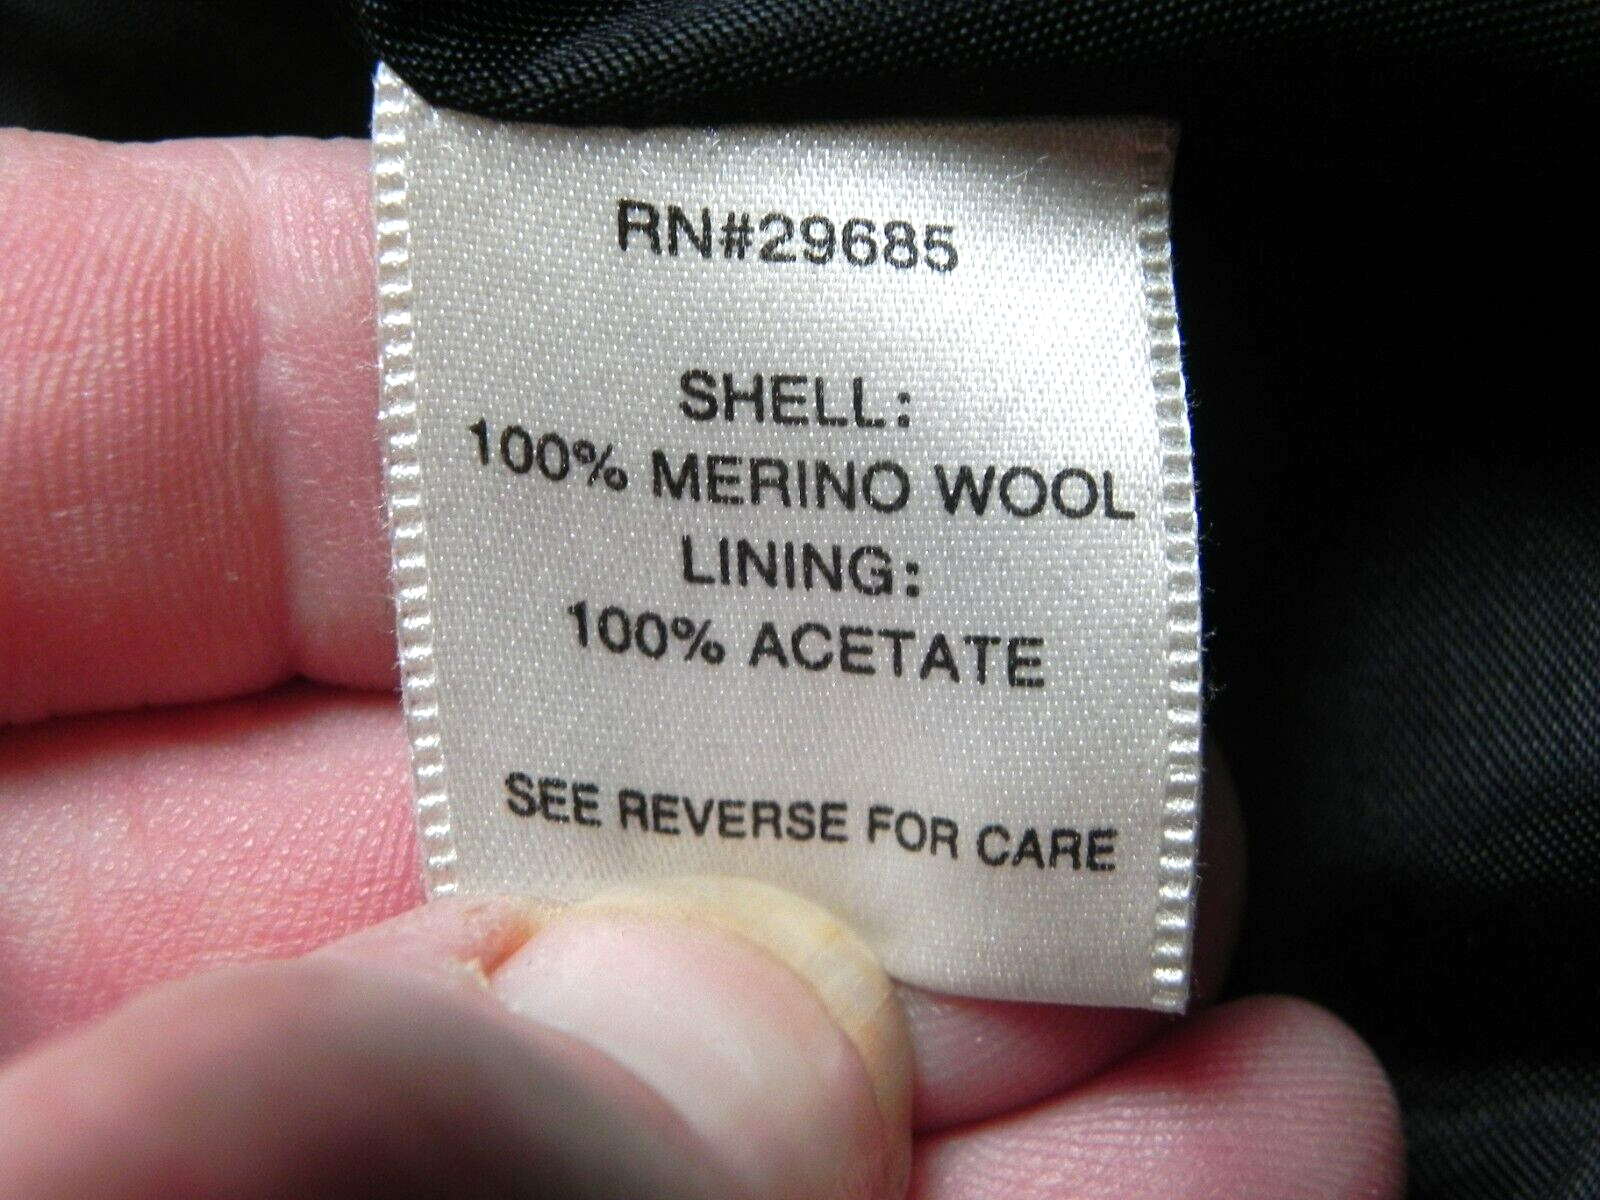 RN#29685
SHELL:
100% MERINO WOOL
LINING:
100% ACETATE
SEE REVERSE FOR CARE